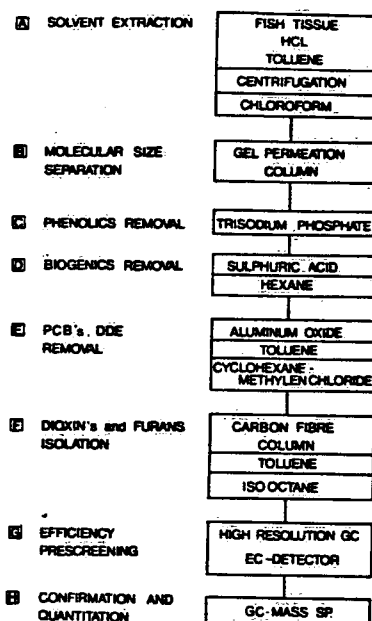 A SOLVENT EXTRACTION
FISH TISSUE
HCL
TOLUENE
CENTRIFUGATION
CHLOROFORM
B MOLECULAR SIZE
SEPARATION
GEL PERMEATION
COLUMN
C PHENOLICS REMOVAL
TRISODIUM PHOSPHATE
D BIOGENICS REMOVAL
SULPHURIC ACID
HEXANE
E PCB's, DDE
REMOVAL
ALUMINUM OXIDE
TOLUENE
CYCLOHEXANE -
METHYLENCHLORIDE
F DIOXIN's and FURANS
ISOLATION
CARBON FIBRE
COLUMN
TOLUENE
ISO OCTANE
G EFFICIENCY
PRESCREENING
HIGH RESOLUTION GC
EC-DETECTOR
H CONFIRMATION AND
QUANTITATION
GC-MASS SP.